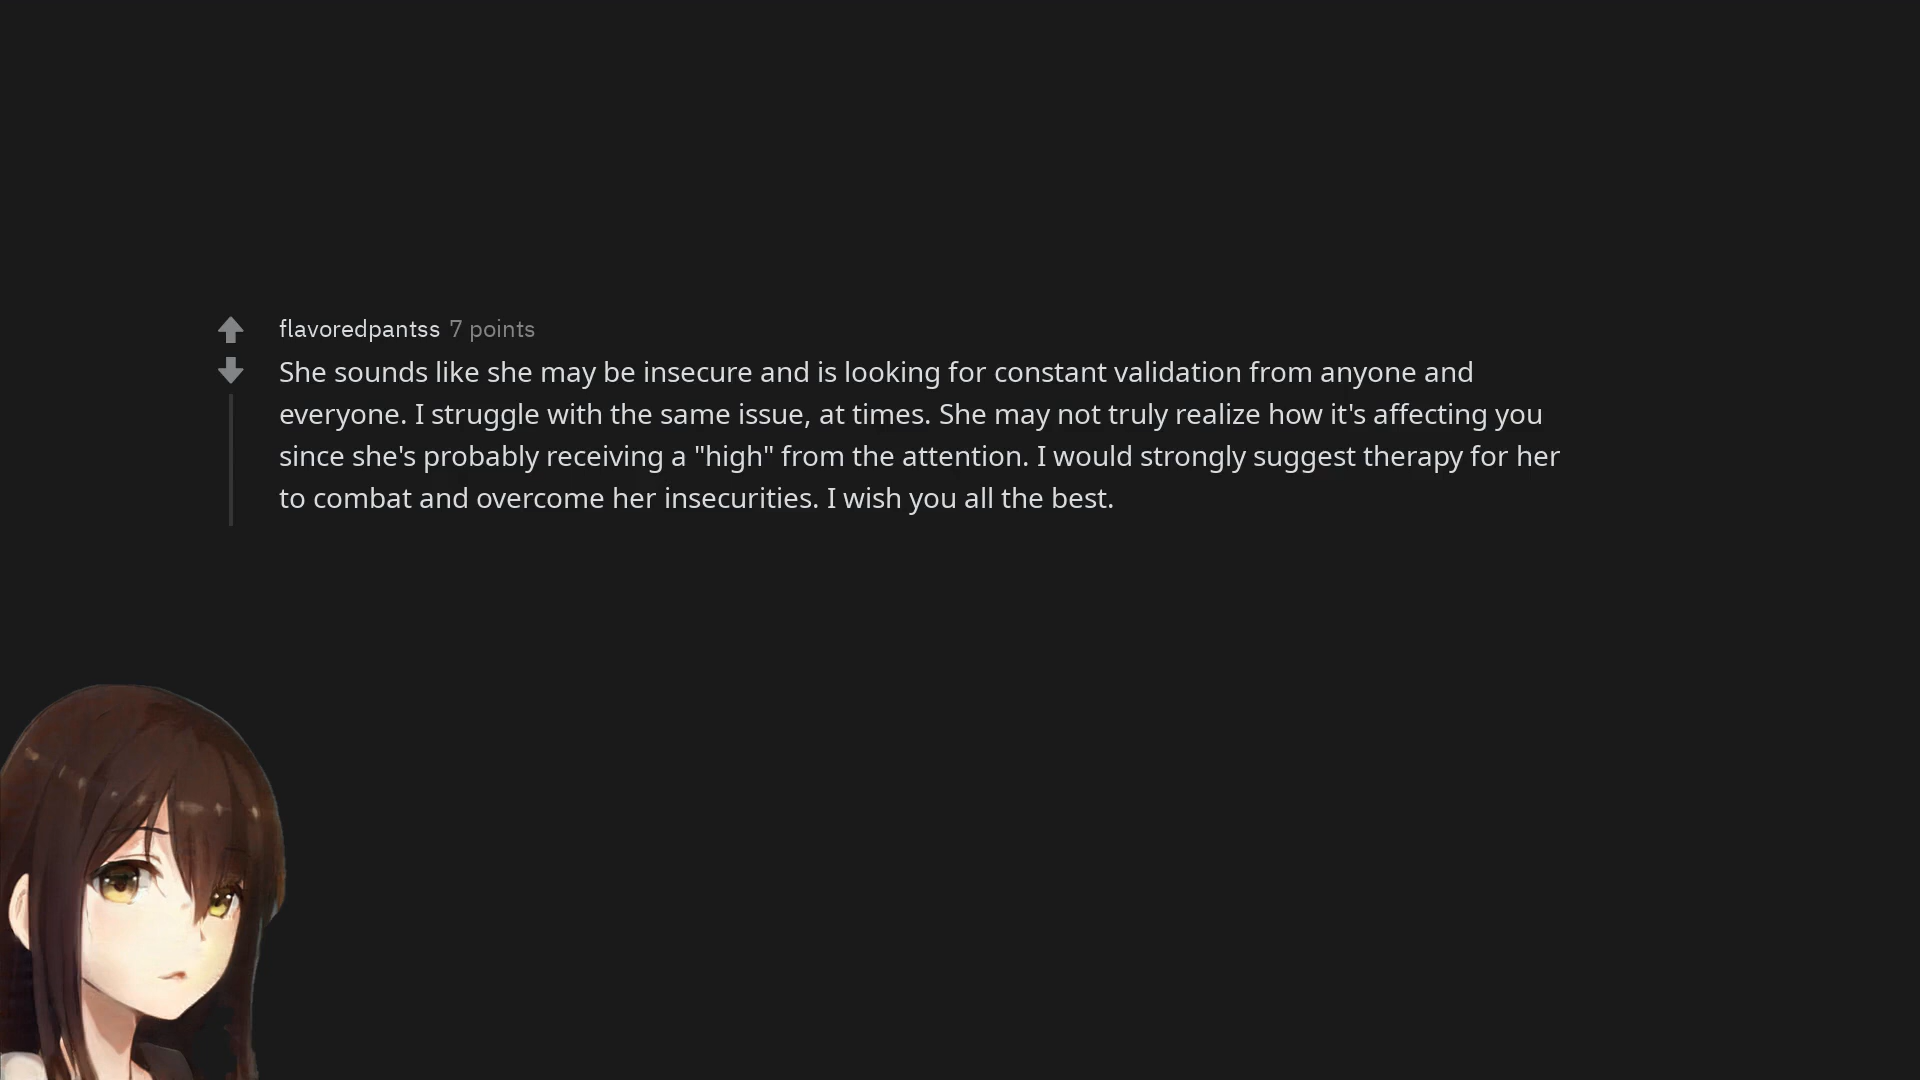 flavoredpantss 7 points
She sounds like she may be insecure and is looking for constant validation from anyone and
everyone. I struggle with the same issue, at times. She may not truly realize how it's affecting you
since she's probably receiving a "high" from the attention. I would strongly suggest therapy for her
to combat and overcome her insecurities. I wish you all the best.